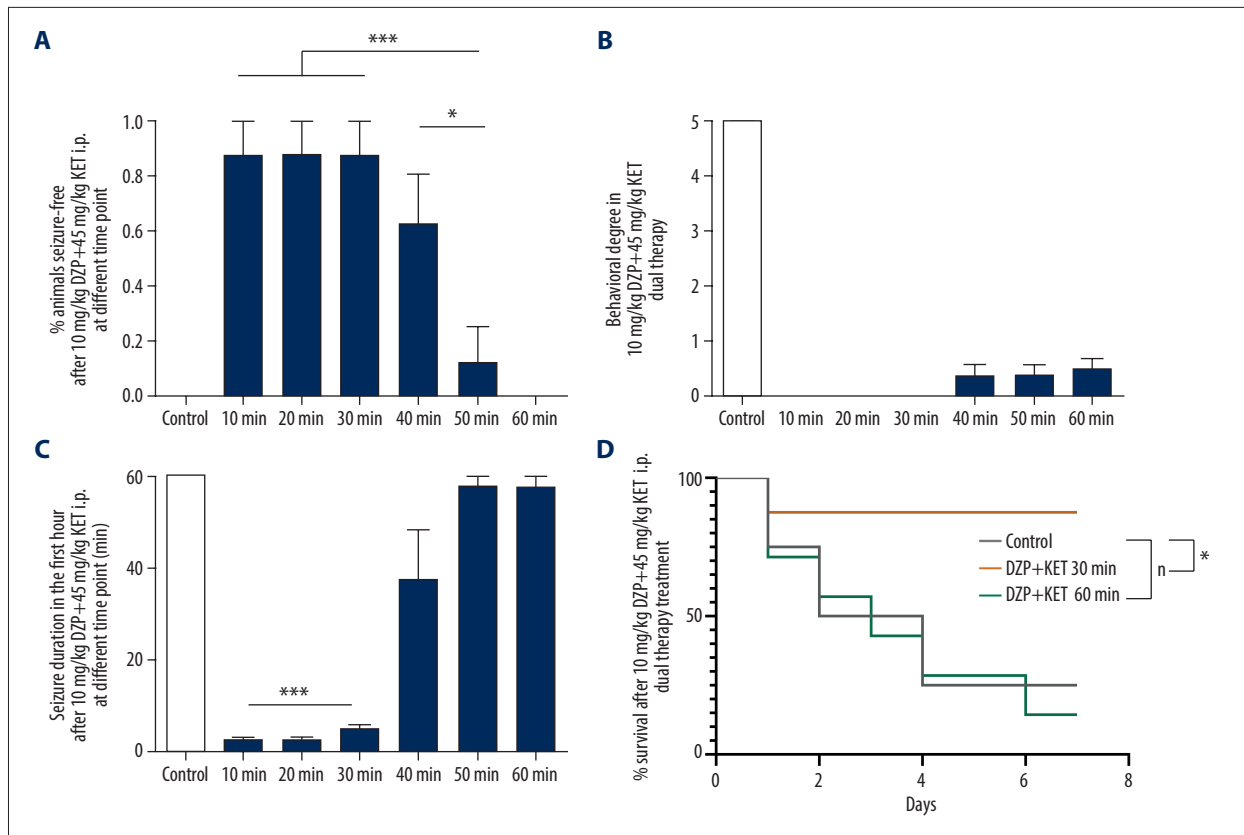 A
% animals seizure-free
after 10 mg/kg DZP+45 mg/kg KET i.p.
at different time point
1.0
0.8
0.6
0.4
0.2
0.0
***
*
Control 10 min 20 min 30 min 40 min 50 min 60 min
B
Behavioral degree in
10 mg/kg DZP+45 mg/kg KET
dual therapy
5
4
3
2
1
0
Control 10 min 20 min 30 min 40 min 50 min 60 min
C
Seizure duration in the first hour
after 10 mg/kg DZP+45 mg/kg KET i.p.
at different time point (min)
60
40
20
0
***
Control 10 min 20 min 30 min 40 min 50 min 60 min
D
% survival after 10 mg/kg DZP+45 mg/kg KET i.p.
dual therapy treatment
100
50
0
Control
DZP+KET 30 min
DZP+KET 60 min
n
*
0 2 4 6 8
Days